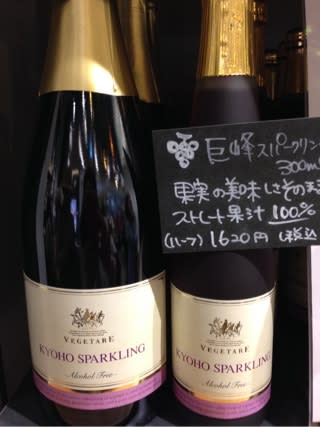 巨峰スパークリン
300m
果実の美味しさそのまま
ストレート果汁100%
(ハーフ)1620円(税込
VEGETARE
KYOHO SPARKLING
Alcohol Free
VEGETARE
KYOHO SPARKLING
Alcohol Free